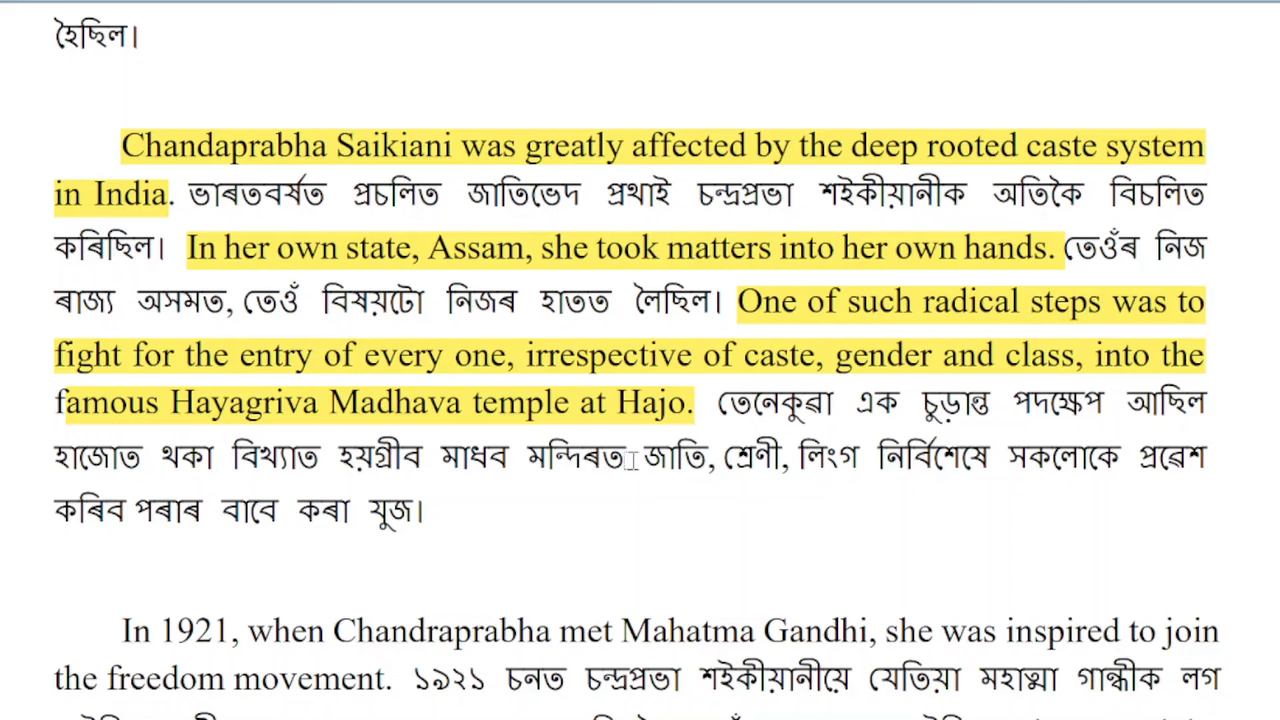 হৈছিল।
Chandaprabha Saikiani was greatly affected by the deep rooted caste system
in India. ভাৰতবৰ্ষত প্ৰচলিত জাতিভেদ প্ৰথাই চন্দ্ৰপ্ৰভা শইকীয়ানীক অতিকৈ বিচলিত
কৰিছিল। In her own state, Assam, she took matters into her own hands. তেওঁৰ নিজ
ৰাজ্য অসমত, তেওঁ বিষয়টো নিজৰ হাতত লৈছিল। One of such radical steps was to
fight for the entry of every one, irrespective of caste, gender and class, into the
famous Hayagriva Madhava temple at Hajo. তেনেকুৱা এক চুড়ান্ত পদক্ষেপ আছিল
হাজোত থকা বিখ্যাত হয়গ্ৰীব মাধব মন্দিৰত জাতি, শ্ৰেণী, লিংগ নিৰ্বিশেষে সকলোকে প্ৰৱেশ
কৰিব পৰাৰ বাবে কৰা যুজ।
In 1921, when Chandraprabha met Mahatma Gandhi, she was inspired to join
the freedom movement. ১৯২১ চনত চন্দ্ৰপ্ৰভা শইকীয়ানীয়ে যেতিয়া মহাত্মা গান্ধীক লগ